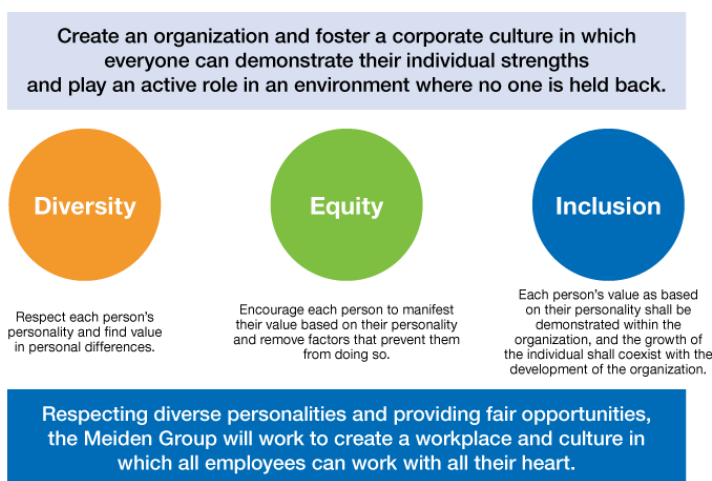 Create an organization and foster a corporate culture in which
everyone can demonstrate their individual strengths
and play an active role in an environment where no one is held back.
Diversity
Equity
Inclusion
Respect each person's
personality and find value
in personal differences.
Encourage each person to manifest
their value based on their personality
and remove factors that prevent them
from doing so.
Each person's value as based
on their personality shall be
demonstrated within the
organization, and the growth of
the individual shall coexist with the
development of the organization.
Respecting diverse personalities and providing fair opportunities,
the Meiden Group will work to create a workplace and culture in
which all employees can work with all their heart.